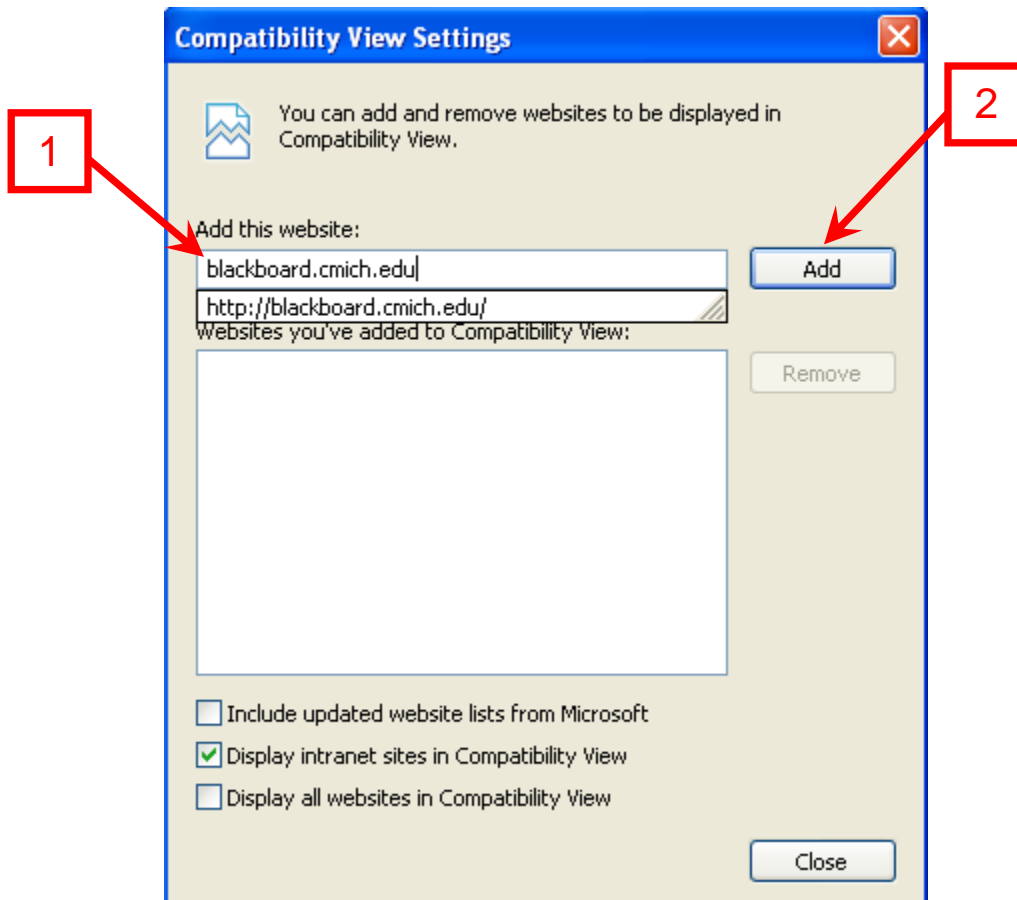 Compatibility View Settings
1
2
You can add and remove websites to be displayed in
Compatibility View.
Add this website:
blackboard.cmich.edu
Add
http://blackboard.cmich.edu/
Websites you've added to Compatibility View:
Remove
Include updated website lists from Microsoft
Display intranet sites in Compatibility View
Display all websites in Compatibility View
Close